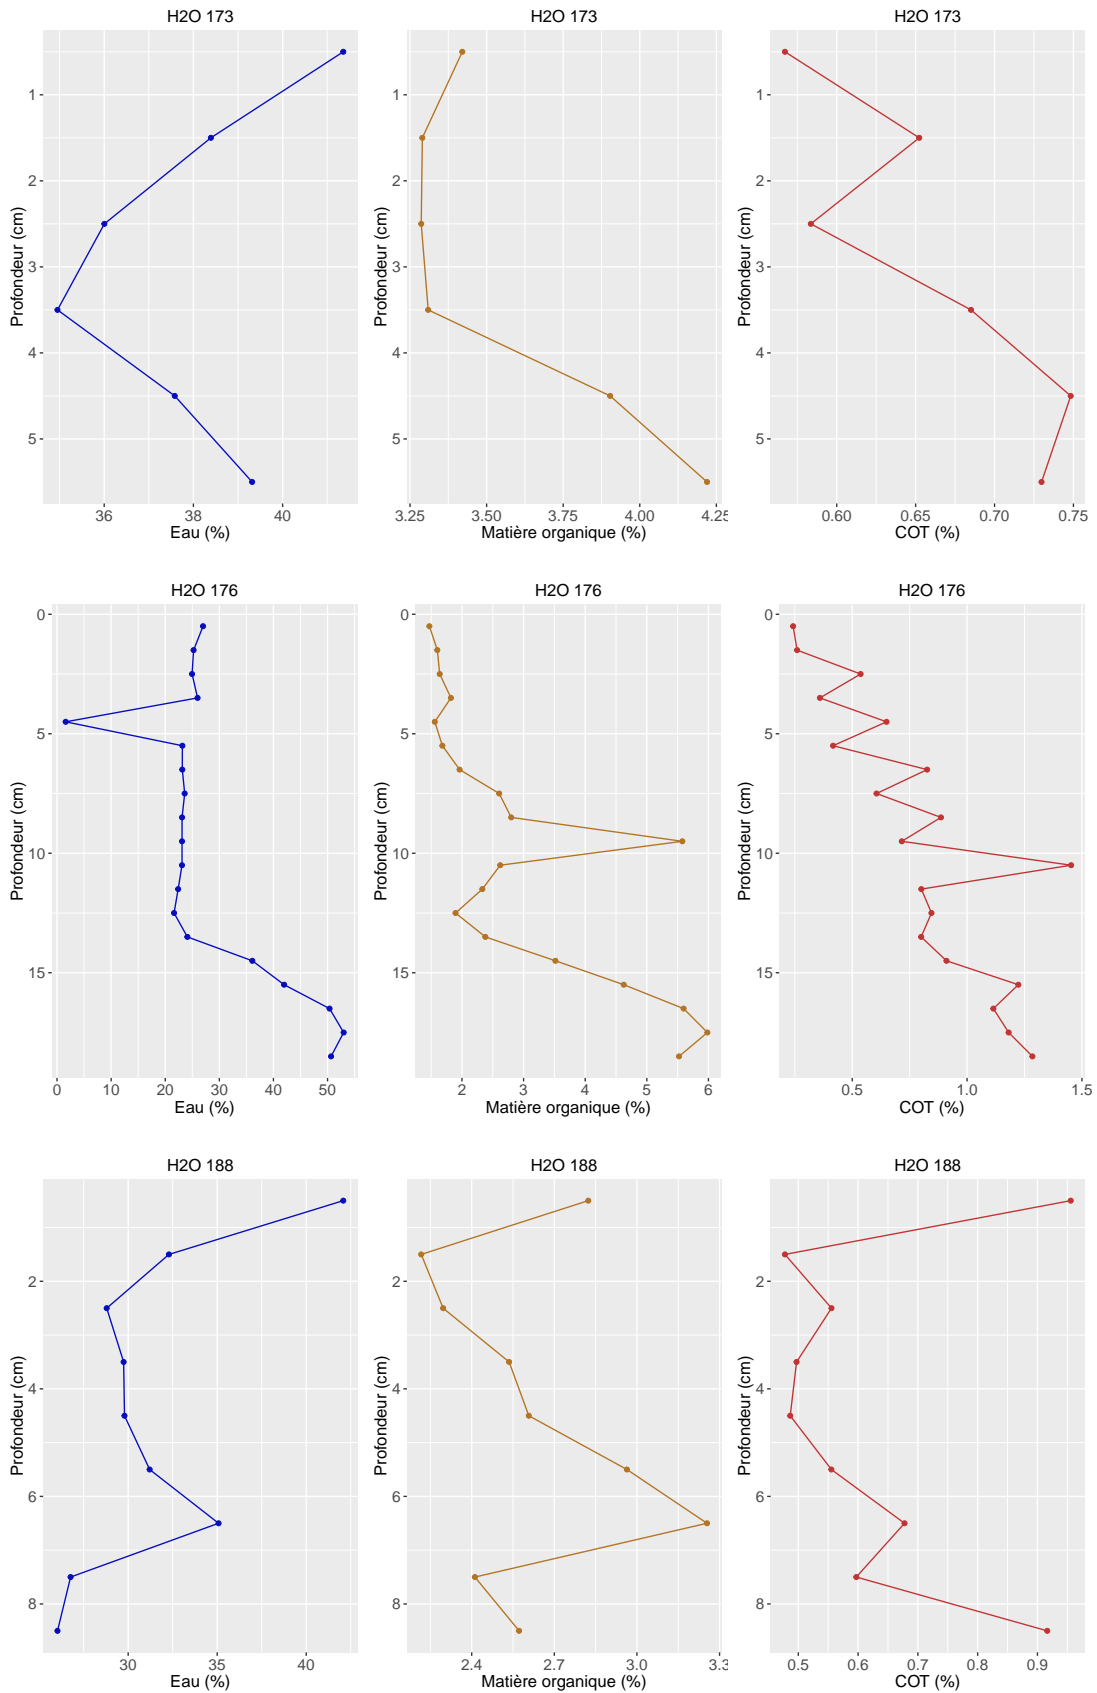 H2O 173
H2O 173
H2O 173
Profondeur (cm)
1
2
3
4
5
36
38
40
Eau (%)
Profondeur (cm)
1
2
3
4
5
3.25
3.50
3.75
4.00
4.25
Matière organique (%)
Profondeur (cm)
1
2
3
4
5
0.60
0.65
0.70
0.75
COT (%)
H2O 176
H2O 176
H2O 176
Profondeur (cm)
0
5
10
15
0
10
20
30
40
50
Eau (%)
Profondeur (cm)
0
5
10
15
2
3
4
5
6
Matière organique (%)
Profondeur (cm)
0
5
10
15
0.5
1.0
1.5
COT (%)
H2O 188
H2O 188
H2O 188
Profondeur (cm)
2
4
6
8
30
35
40
Eau (%)
Profondeur (cm)
2
4
6
8
2.4
2.7
3.0
3.3
Matière organique (%)
Profondeur (cm)
2
4
6
8
0.5
0.6
0.7
0.8
0.9
COT (%)